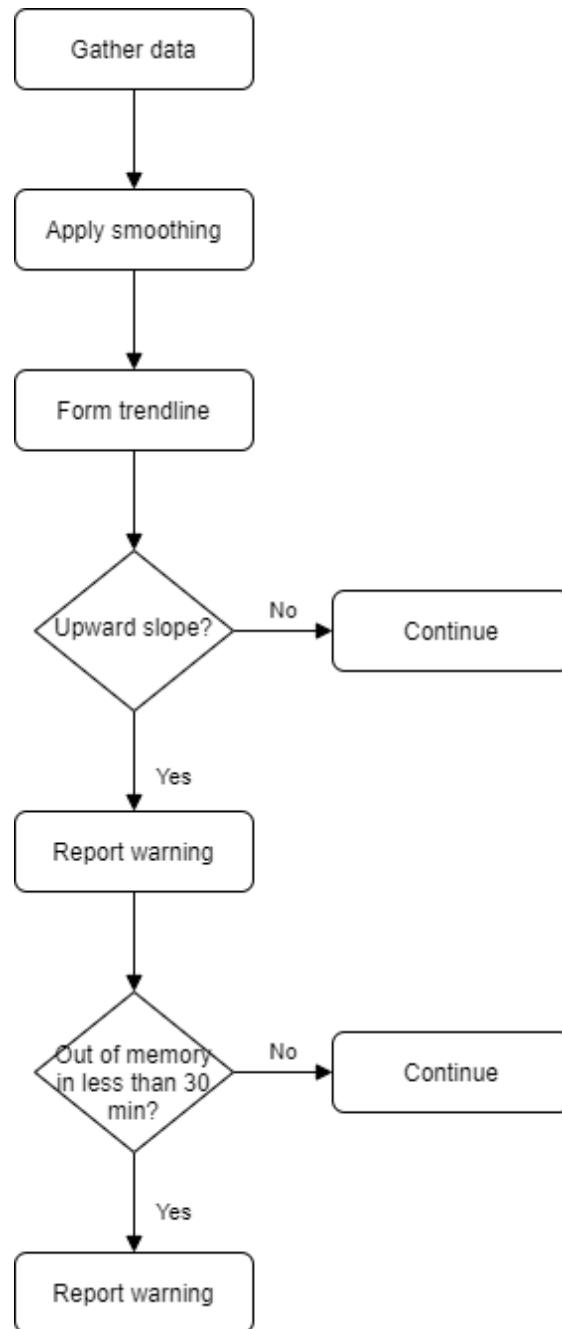 Gather data
Apply smoothing
Form trendline
Upward slope?
No
Continue
Yes
Report warning
Out of memory
in less than 30
min?
No
Continue
Yes
Report warning